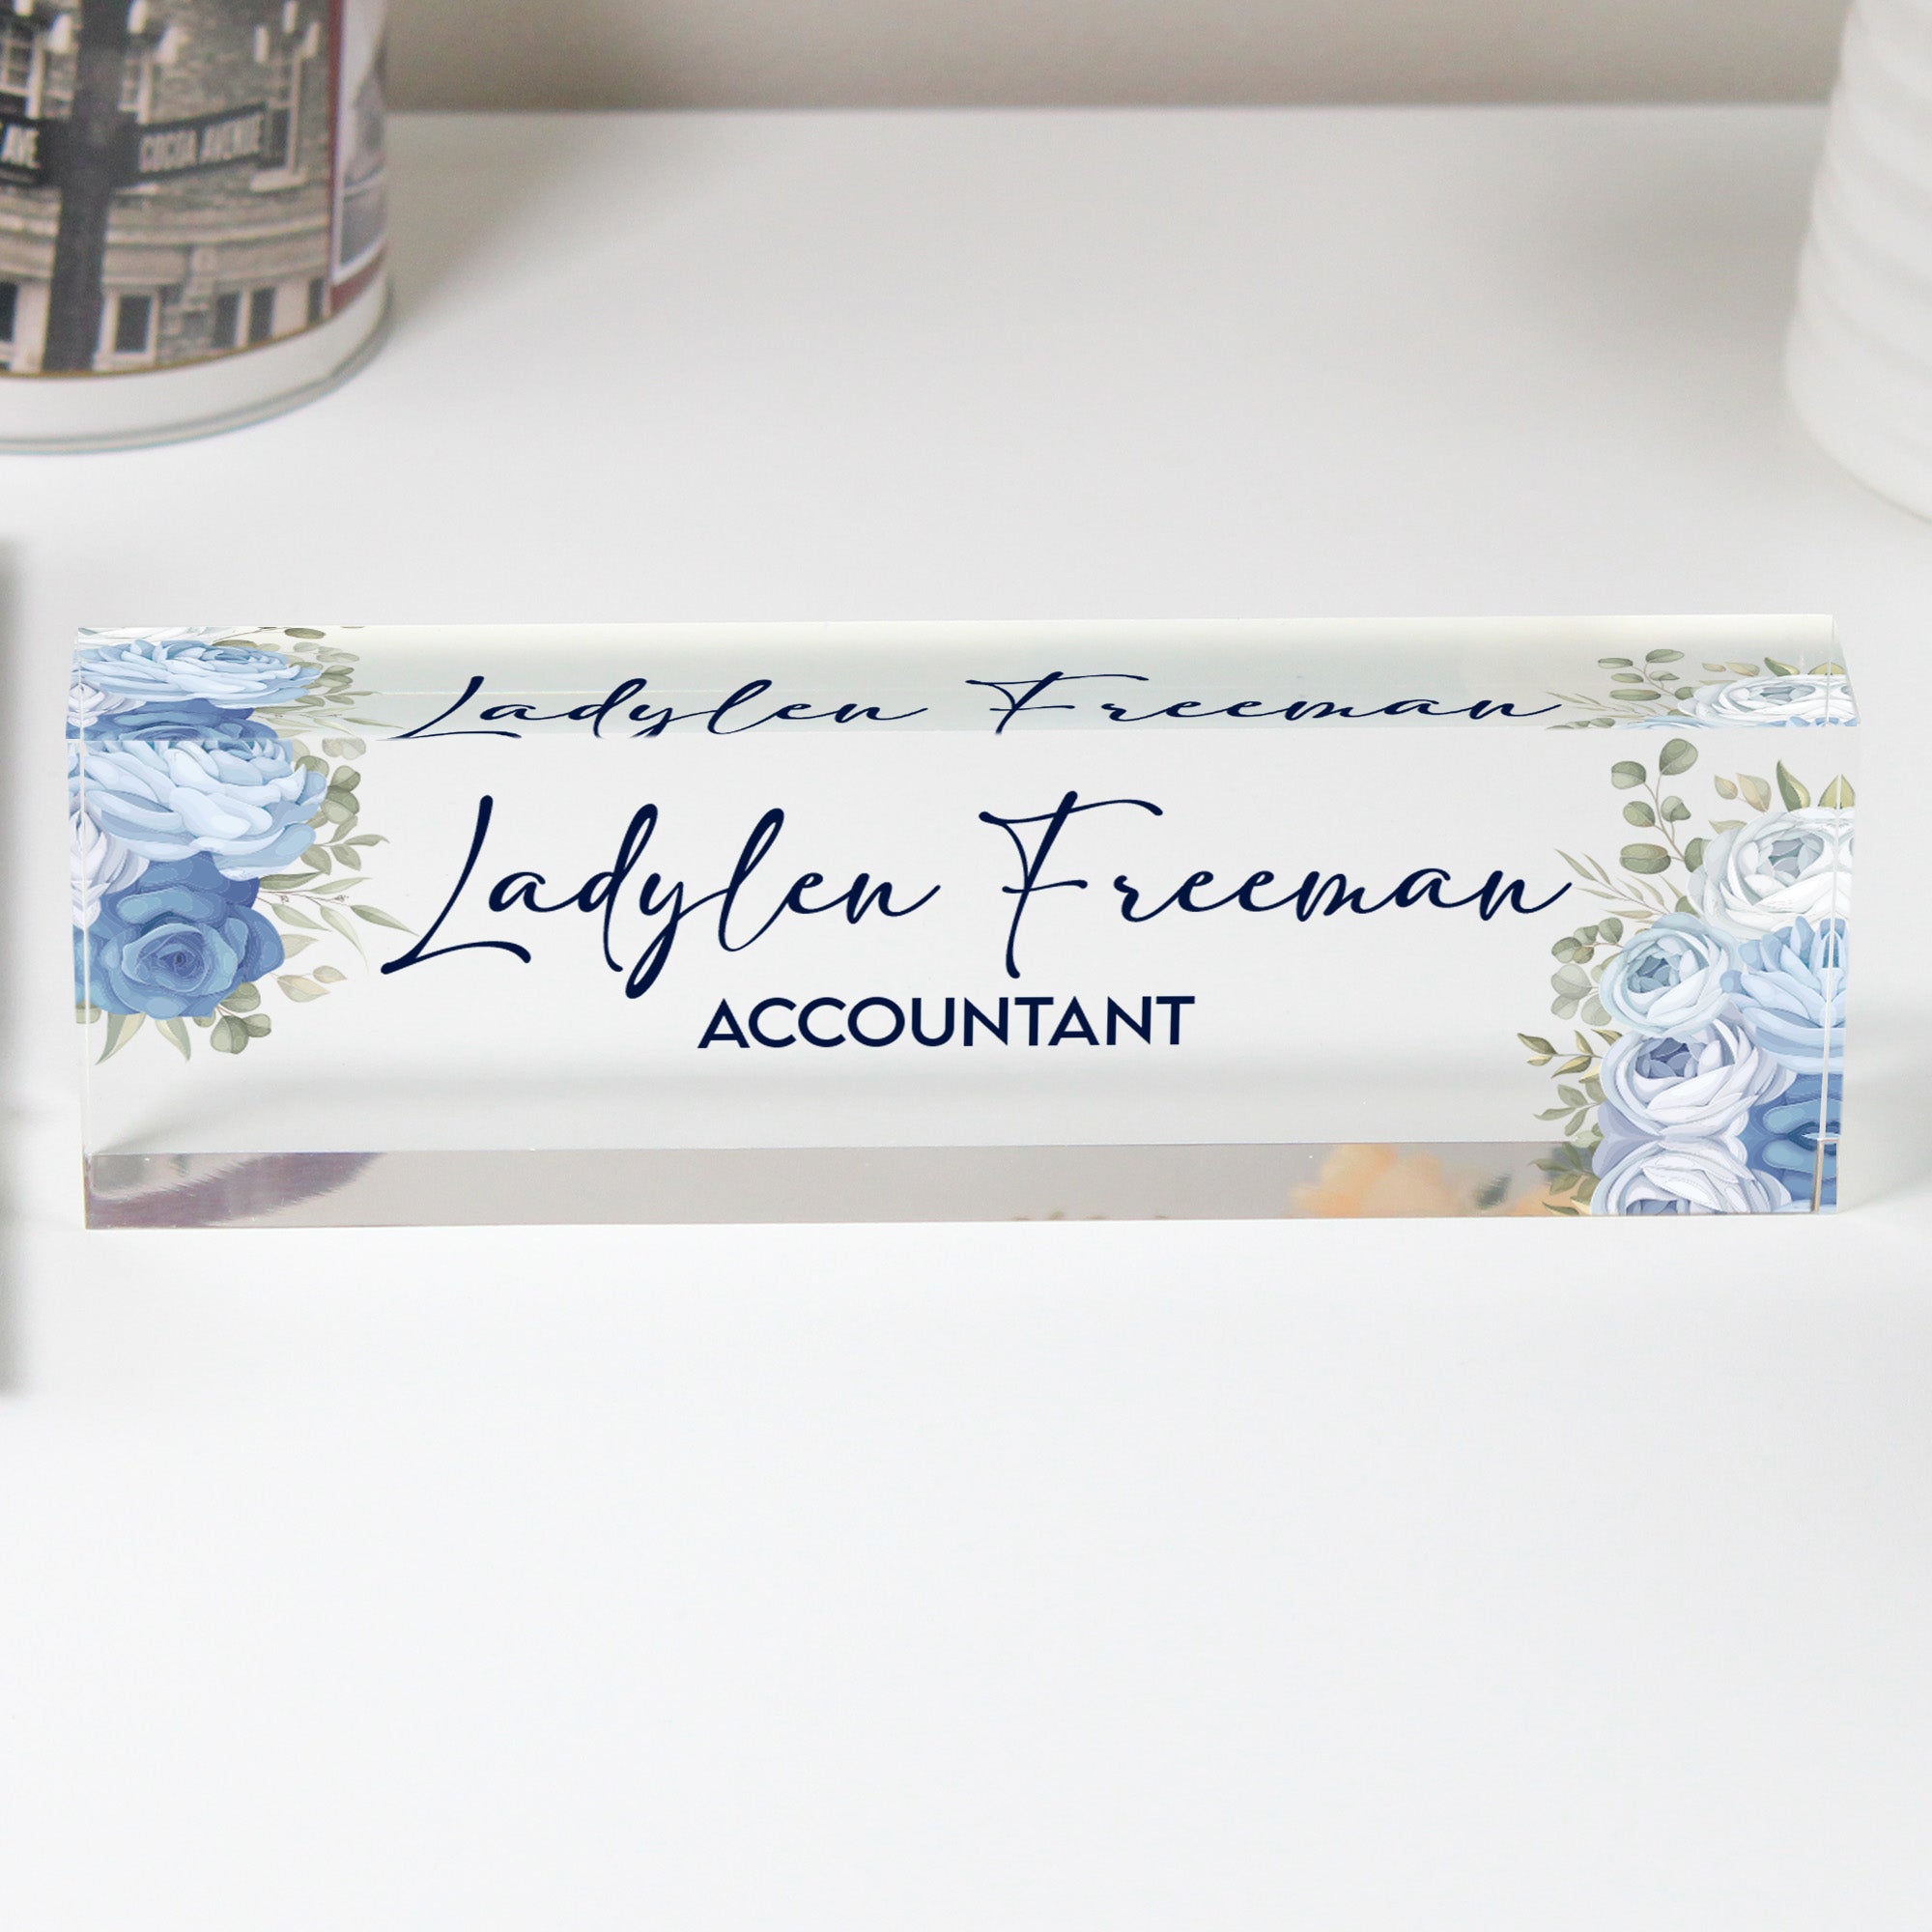 AVE.
COCOA AVENUE
Ladylen Freeman
Ladylen Freeman
ACCOUNTANT